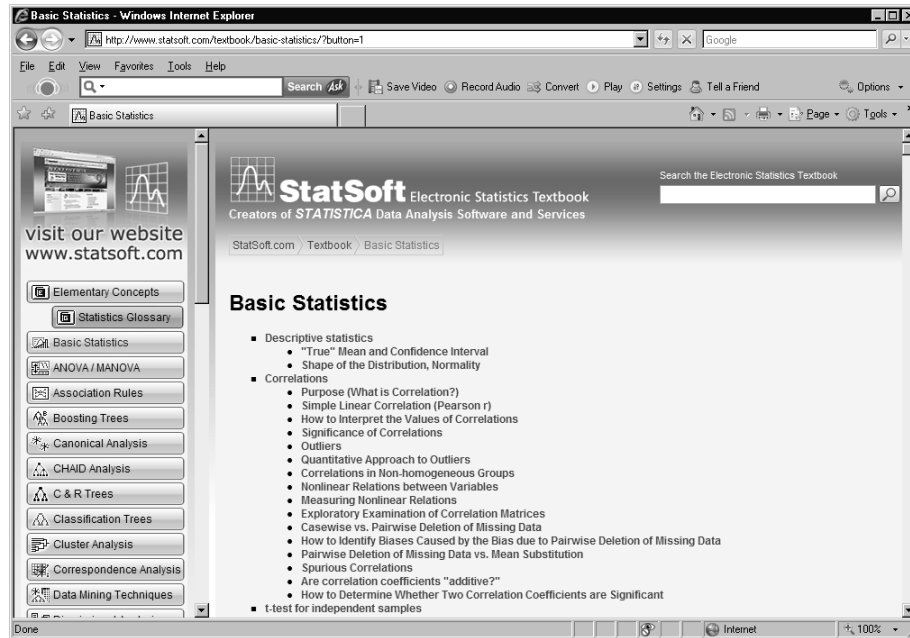 Basic Statistics - Windows Internet Explorer
http://www.statsoft.com/textbook/basic-statistics/?button=1
Google
File Edit View Favorites Tools Help
Search Ask Save Video Record Audio Convert Play Settings Tell a Friend Options
Basic Statistics
Page Tools
visit our website
www.statsoft.com
Elementary Concepts
Statistics Glossary
Basic Statistics
ANOVA / MANOVA
Association Rules
Boosting Trees
Canonical Analysis
CHAID Analysis
C & R Trees
Classification Trees
Cluster Analysis
Correspondence Analysis
Data Mining Techniques
StatSoft Electronic Statistics Textbook
Creators of STATISTICA Data Analysis Software and Services
Search the Electronic Statistics Textbook
StatSoft.com Textbook Basic Statistics
Basic Statistics
Descriptive statistics
"True" Mean and Confidence Interval
Shape of the Distribution, Normality
Correlations
Purpose (What is Correlation?)
Simple Linear Correlation (Pearson r)
How to Interpret the Values of Correlations
Significance of Correlations
Outliers
Quantitative Approach to Outliers
Correlations in Non-homogeneous Groups
Nonlinear Relations between Variables
Measuring Nonlinear Relations
Exploratory Examination of Correlation Matrices
Casewise vs. Pairwise Deletion of Missing Data
How to Identify Biases Caused by the Bias due to Pairwise Deletion of Missing Data
Pairwise Deletion of Missing Data vs. Mean Substitution
Spurious Correlations
Are correlation coefficients "additive?"
How to Determine Whether Two Correlation Coefficients are Significant
t-test for independent samples
Done
Internet
100%